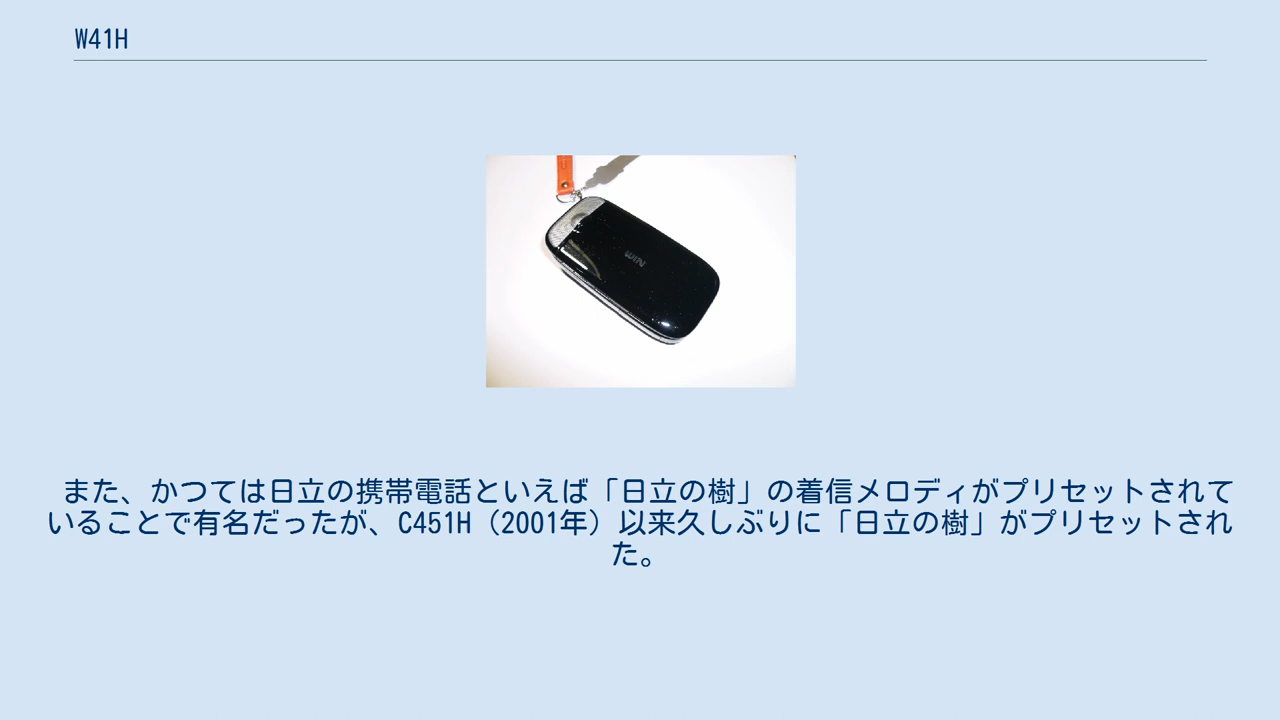 W41H
WIN
また、かつては日立の携帯電話といえば「日立の樹」の着信メロディがプリセットされて
いることで有名だったが、C451H（2001年）以来久しぶりに「日立の樹」がプリセットされ
た。